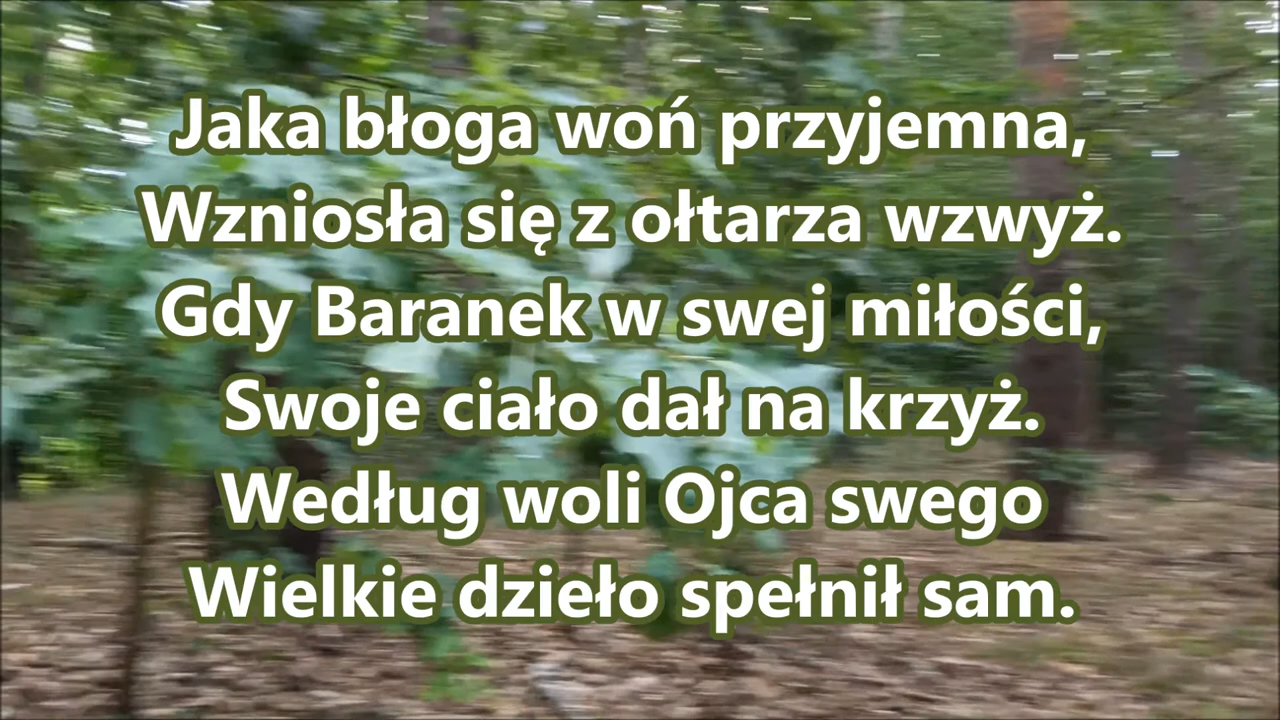 Jaka błoga woń przyjemna,
Wzniosła się z ołtarza wzwyż.
Gdy Baranek w swej miłości,
Swoje ciało dał na krzyż.
Według woli Ojca swego
Wielkie dzieło spełnił sam.